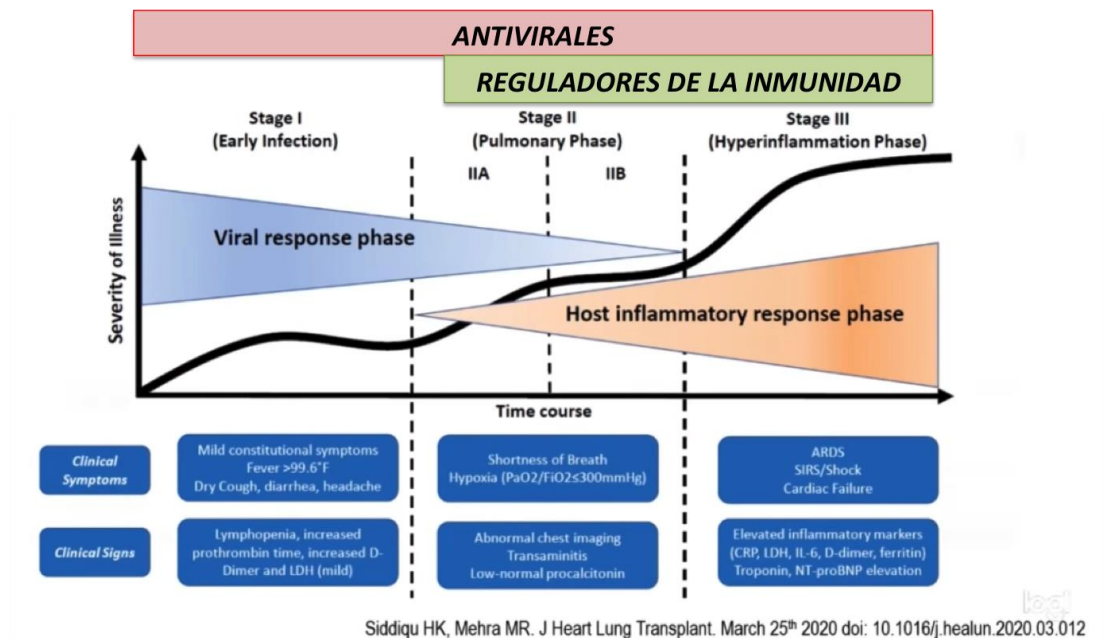 ANTIVIRALES
REGULADORES DE LA INMUNIDAD
Stage I
(Early Infection)
Stage II
(Pulmonary Phase)
Stage III
(Hyperinflammation Phase)
IIA
IIB
Severity of Illness
Viral response phase
Host inflammatory response phase
Time course
Clinical
Symptoms
Mild constitutional symptoms
Fever >99.6°F
Dry Cough, diarrhea, headache
Shortness of Breath
Hypoxia (PaO2/FiO2≤300mmHg)
ARDS
SIRS/Shock
Cardiac Failure
Clinical Signs
Lymphopenia, increased
prothrombin time, increased D-
Dimer and LDH (mild)
Abnormal chest imaging
Transaminitis
Low-normal procalcitonin
Elevated inflammatory markers
(CRP, LDH, IL-6, D-dimer, ferritin)
Troponin, NT-proBNP elevation
Siddiqu HK, Mehra MR. J Heart Lung Transplant. March 25th 2020 doi: 10.1016/j.healun.2020.03.012